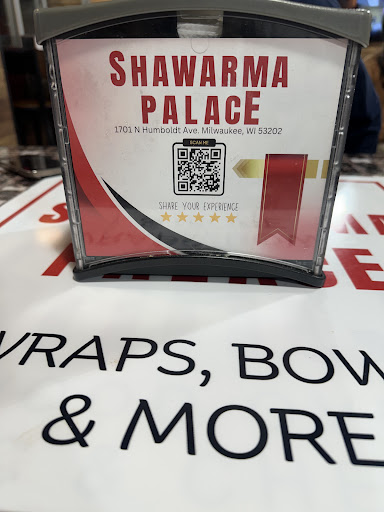 SHAWARMA
PALACE
1701 N Humboldt Ave. Milwaukee, WI 53202
SCAN ME
SHARE YOUR EXPERIENCE
WRAPS, BOW
& MORE